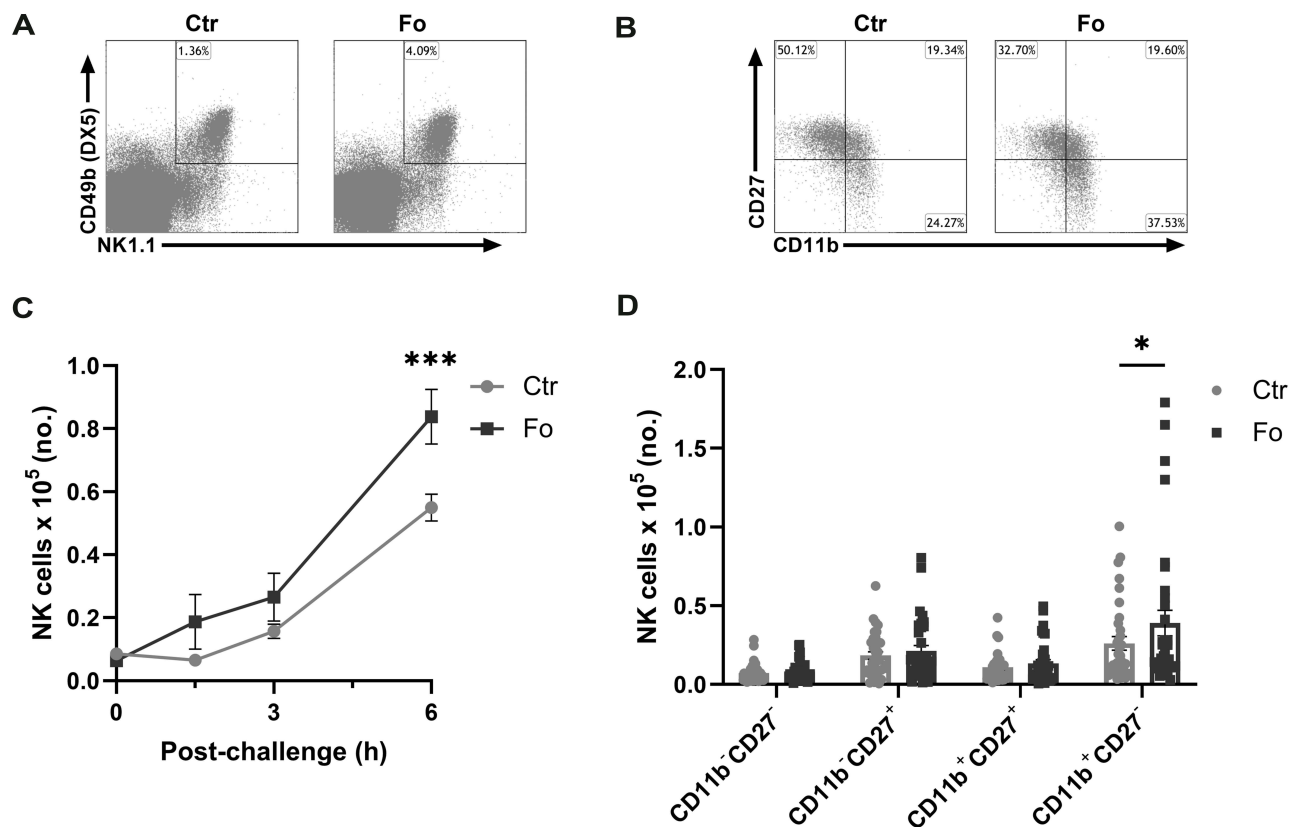 A
Ctr
Fo
1.36%
4.09%
CD49b (DX5)
NK1.1
B
Ctr
Fo
50.12%
19.34%
32.70%
19.60%
CD27
24.27%
37.53%
CD11b
C
***
1.0
0.8
0.6
0.4
0.2
0.0
NK cells x 10⁵ (no.)
Ctr
Fo
0
3
6
Post-challenge (h)
D
*
2.0
1.5
1.0
0.5
0.0
NK cells x 10⁵ (no.)
Ctr
Fo
CD11b⁻CD27⁻
CD11b⁻CD27⁺
CD11b⁺CD27⁺
CD11b⁺CD27⁻